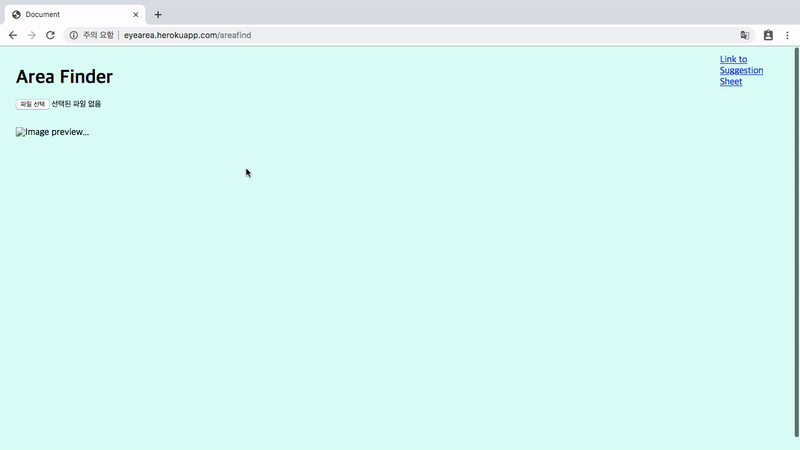 Document
주의 요함 eyearea.herokuapp.com/areafind
Link to
Suggestion
Sheet
Area Finder
파일 선택 선택된 파일 없음
Image preview...